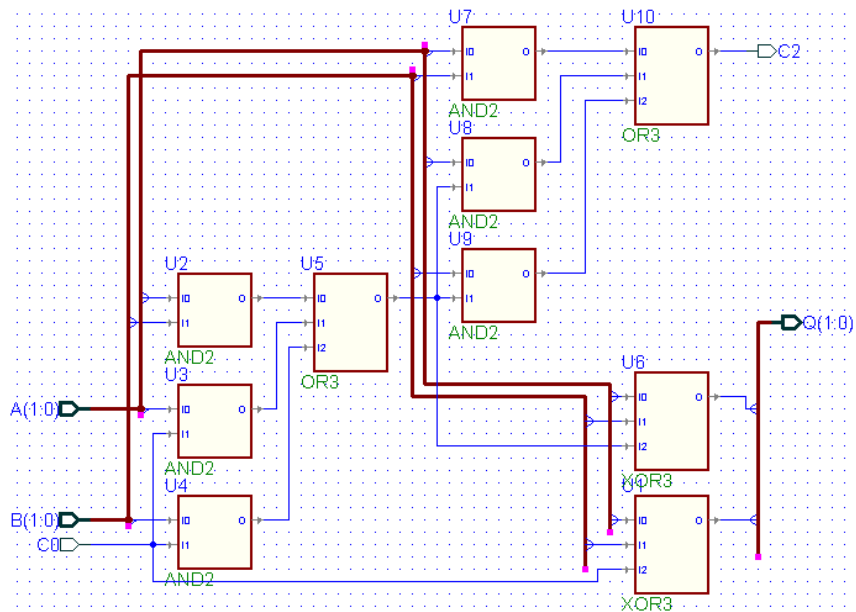 U7
I0
O
I1
AND2
U10
I0
O
I1
I2
OR3
C2
U8
I0
O
I1
AND2
U9
I0
O
I1
AND2
U2
I0
O
I1
AND2
U5
I0
O
I1
I2
OR3
Q(1:0)
U3
I0
O
I1
AND2
A(1:0)
U6
I0
O
I1
I2
XOR3
U4
I0
O
I1
AND2
B(1:0)
C0
U1
I0
O
I1
I2
XOR3